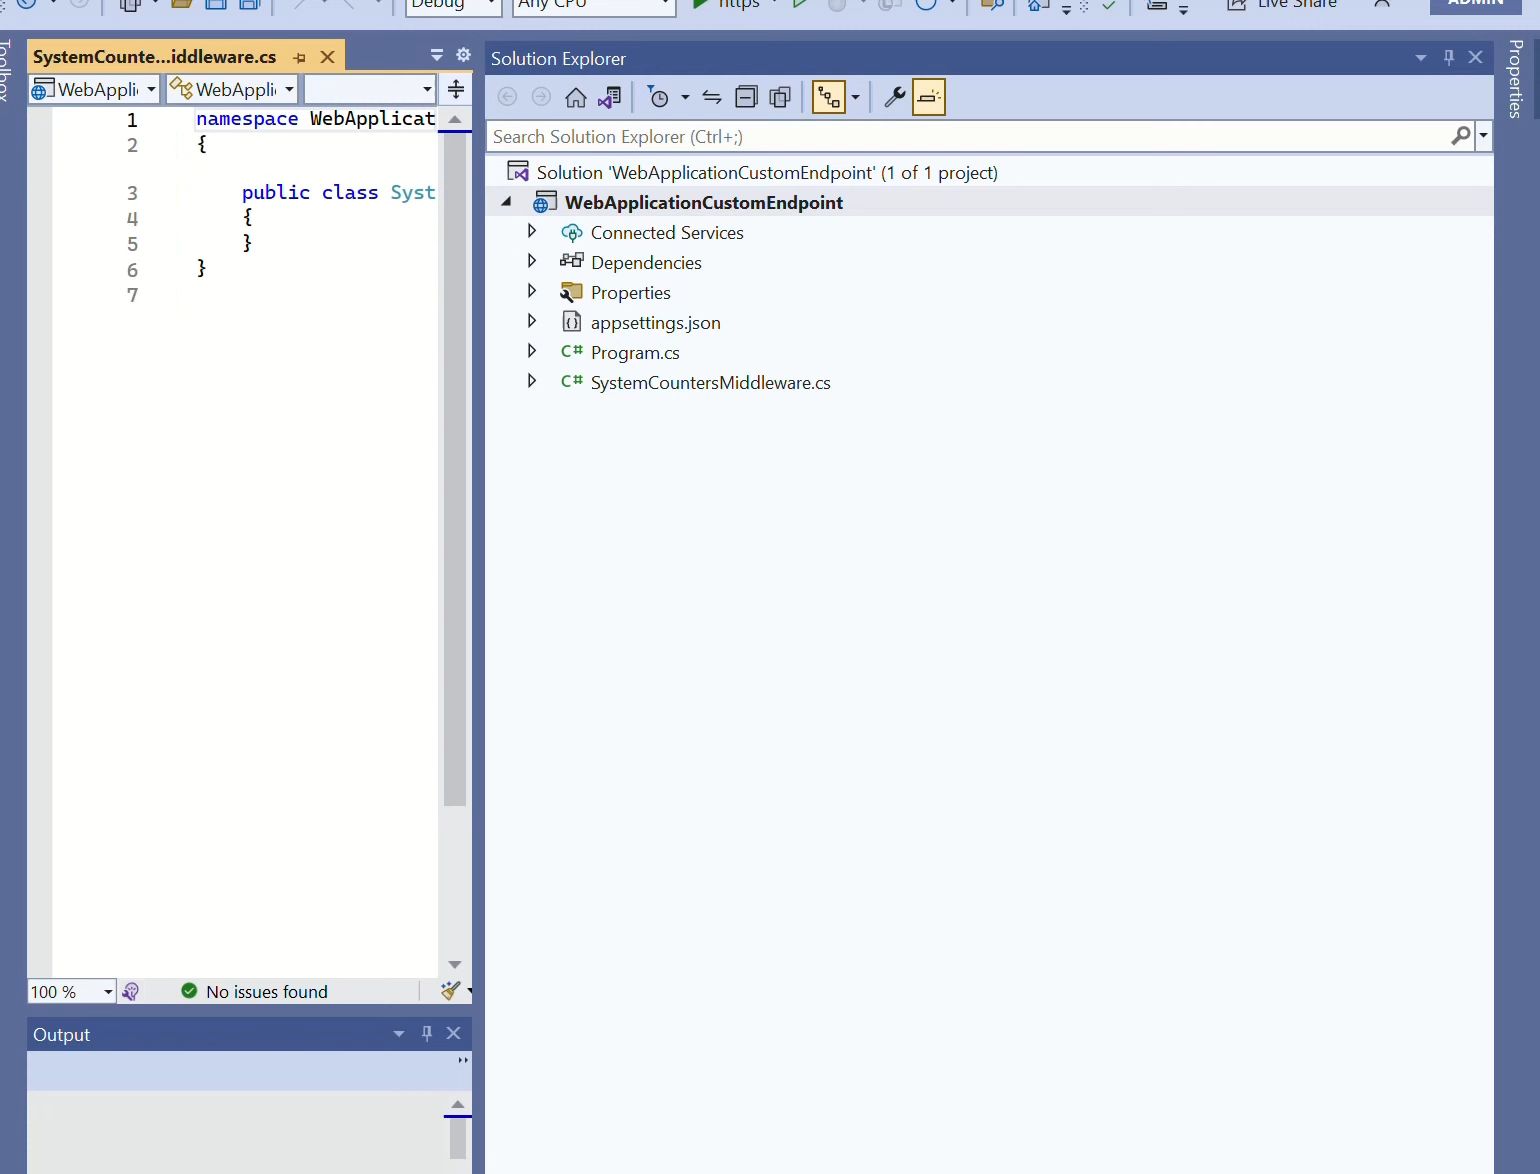 Debug
Any CPU
https
Live Share
ADMIN
Toolbox
SystemCounte...iddleware.cs
WebAppli
WebAppli
1 namespace WebApplicat
2 {
3 public class Syst
4 {
5 }
6 }
7
100 %
No issues found
Output
Solution Explorer
Search Solution Explorer (Ctrl+;)
Solution 'WebApplicationCustomEndpoint' (1 of 1 project)
WebApplicationCustomEndpoint
Connected Services
Dependencies
Properties
appsettings.json
C# Program.cs
C# SystemCountersMiddleware.cs
Properties